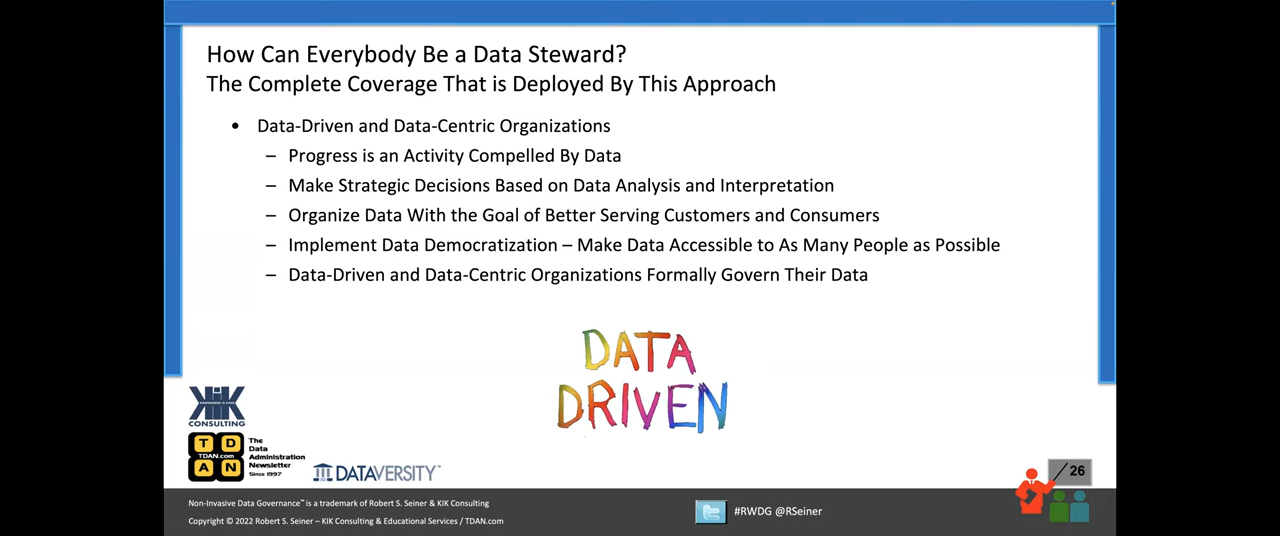 How Can Everybody Be a Data Steward?
The Complete Coverage That is Deployed By This Approach
• Data-Driven and Data-Centric Organizations
– Progress is an Activity Compelled By Data
– Make Strategic Decisions Based on Data Analysis and Interpretation
– Organize Data With the Goal of Better Serving Customers and Consumers
– Implement Data Democratization – Make Data Accessible to As Many People as Possible
– Data-Driven and Data-Centric Organizations Formally Govern Their Data
DATA
DRIVEN
KIK
CONSULTING
T D
TDAN.com
A N
The
Data
Administration
Newsletter
Since 1997
DATAVERSITY™
/ 26
Non-Invasive Data Governance™ is a trademark of Robert S. Seiner & KIK Consulting
Copyright © 2022 Robert S. Seiner – KIK Consulting & Educational Services / TDAN.com
#RWDG @RSeiner